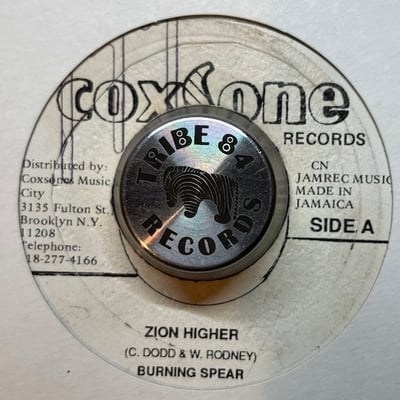 coxsone
RECORDS
Distributed by:
Coxsones Music
City
3135 Fulton St.
Brooklyn N.Y.
11208
Telephone:
18-277-4166
CN
JAMREC MUSIC
MADE IN
JAMAICA
SIDE A
TRIBE 84
RECORDS
ZION HIGHER
(C. DODD & W. RODNEY)
BURNING SPEAR